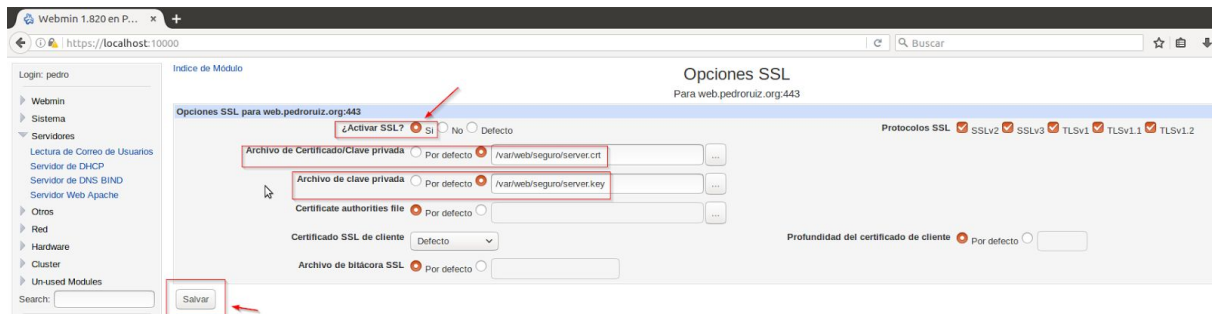 Webmin 1.820 en P... × +
https://localhost:10000 Buscar
Login: pedro
Webmin
Sistema
Servidores
Lectura de Correo de Usuarios
Servidor de DHCP
Servidor de DNS BIND
Servidor Web Apache
Otros
Red
Hardware
Cluster
Un-used Modules
Search:
Indice de Módulo
Opciones SSL
Para web.pedroruiz.org:443
Opciones SSL para web.pedroruiz.org:443
¿Activar SSL? Sí No Defecto
Protocolos SSL SSLv2 SSLv3 TLSv1 TLSv1.1 TLSv1.2
Archivo de Certificado/Clave privada Por defecto /var/web/seguro/server.crt ...
Archivo de clave privada Por defecto /var/web/seguro/server.key ...
Certificate authorities file Por defecto ...
Certificado SSL de cliente Defecto
Profundidad del certificado de cliente Por defecto
Archivo de bitácora SSL Por defecto
Salvar